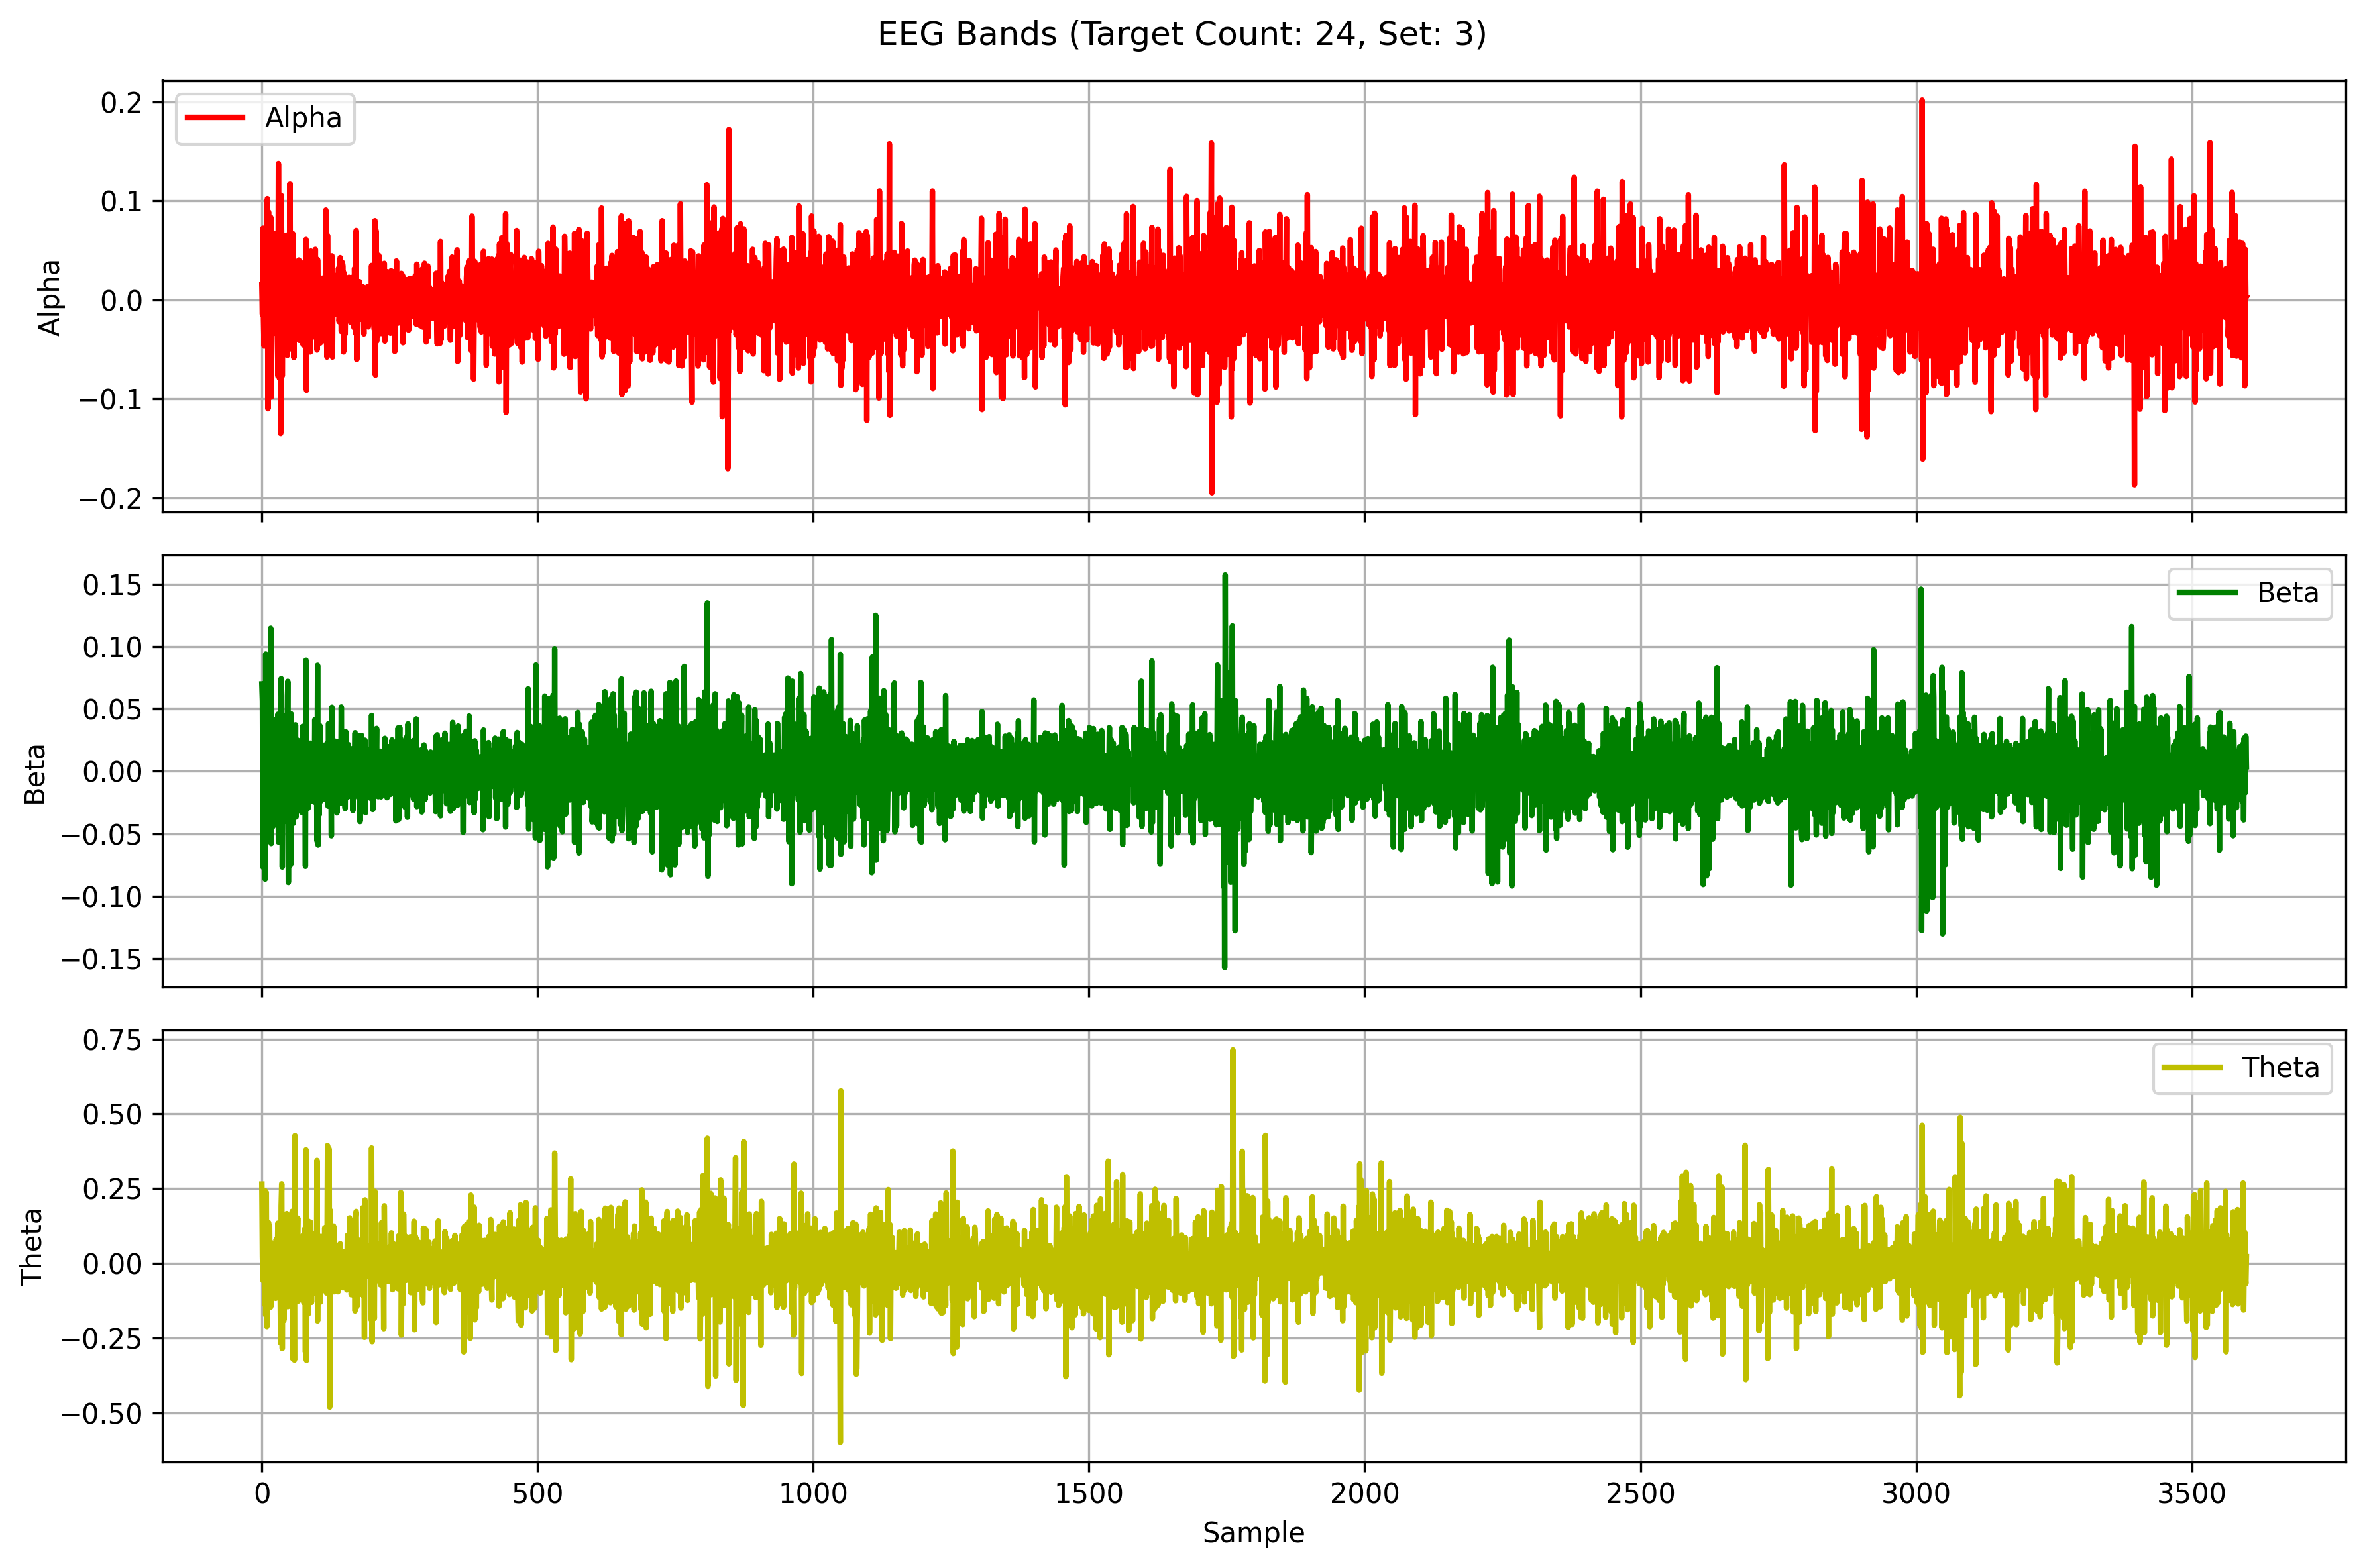 EEG Bands (Target Count: 24, Set: 3)
0.2
0.1
0.0
−0.1
−0.2
Alpha
Alpha
0.15
0.10
0.05
0.00
−0.05
−0.10
−0.15
Beta
Beta
0.75
0.50
0.25
0.00
−0.25
−0.50
Theta
Theta
0 500 1000 1500 2000 2500 3000 3500
Sample